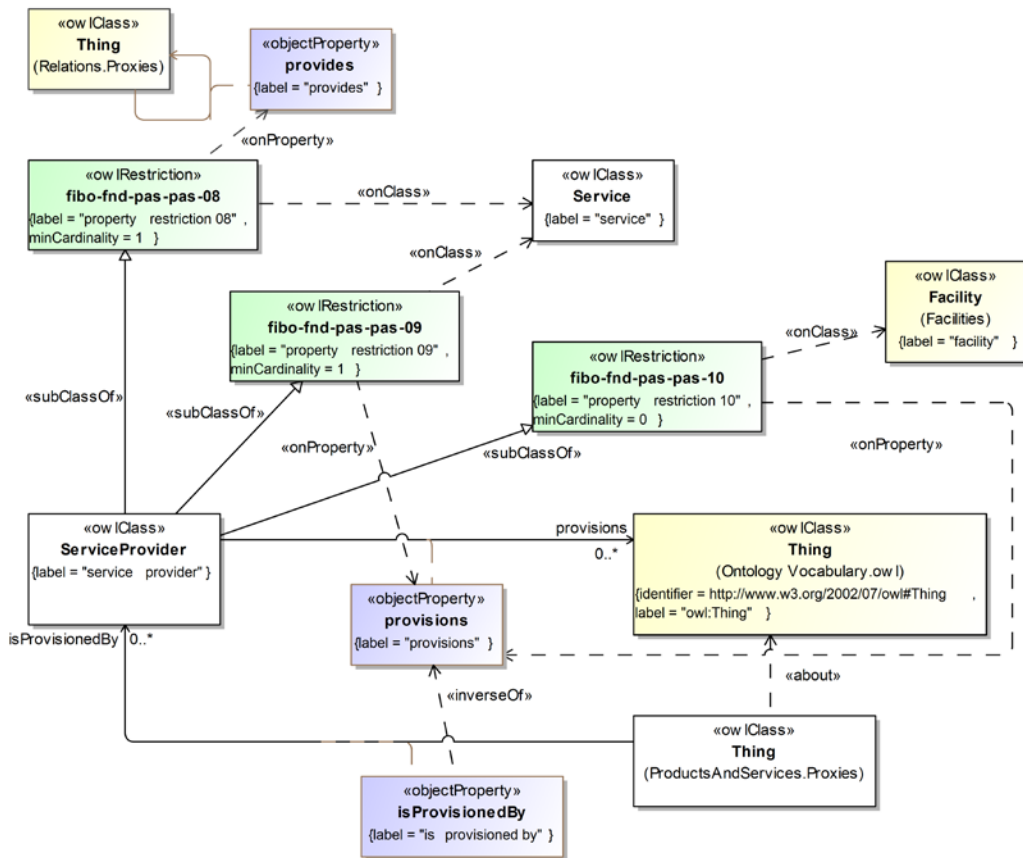 «owlClass»
Thing
(Relations.Proxies)
«objectProperty»
provides
{label = "provides" }
«onProperty»
«owlRestriction»
fibo-fnd-pas-pas-08
{label = "property restriction 08" ,
minCardinality = 1 }
«onClass»
«owlClass»
Service
{label = "service" }
«onClass»
«owlRestriction»
fibo-fnd-pas-pas-09
{label = "property restriction 09" ,
minCardinality = 1 }
«owlClass»
Facility
(Facilities)
{label = "facility" }
«onClass»
«owlRestriction»
fibo-fnd-pas-pas-10
{label = "property restriction 10" ,
minCardinality = 0 }
«subClassOf»
«subClassOf»
«onProperty»
«subClassOf»
«onProperty»
«owlClass»
ServiceProvider
{label = "service provider" }
provisions
0..*
«owlClass»
Thing
(Ontology Vocabulary.owl)
{identifier = http://www.w3.org/2002/07/owl#Thing ,
label = "owl:Thing" }
«objectProperty»
provisions
{label = "provisions" }
isProvisionedBy 0..*
«inverseOf»
«about»
«owlClass»
Thing
(ProductsAndServices.Proxies)
«objectProperty»
isProvisionedBy
{label = "is provisioned by" }